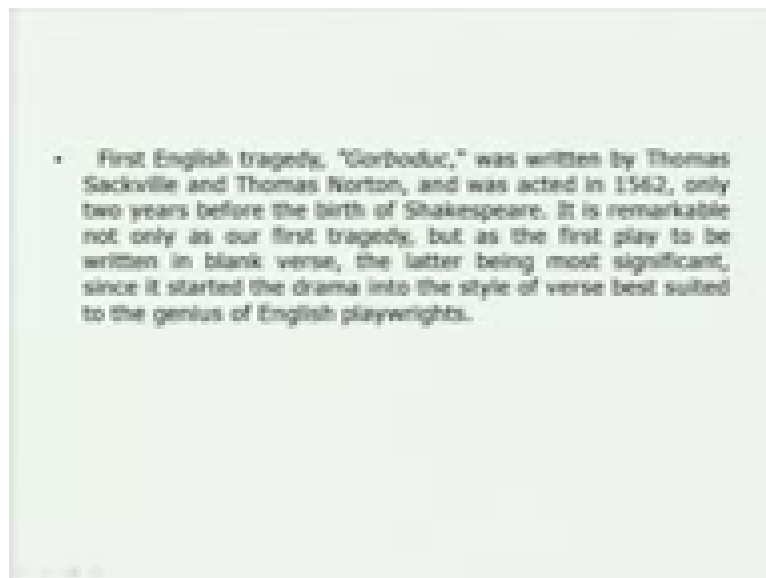 • First English tragedy, "Gorboduc," was written by Thomas
Sackville and Thomas Norton, and was acted in 1562, only
two years before the birth of Shakespeare. It is remarkable
not only as our first tragedy, but as the first play to be
written in blank verse, the latter being most significant,
since it started the drama into the style of verse best suited
to the genius of English playwrights.